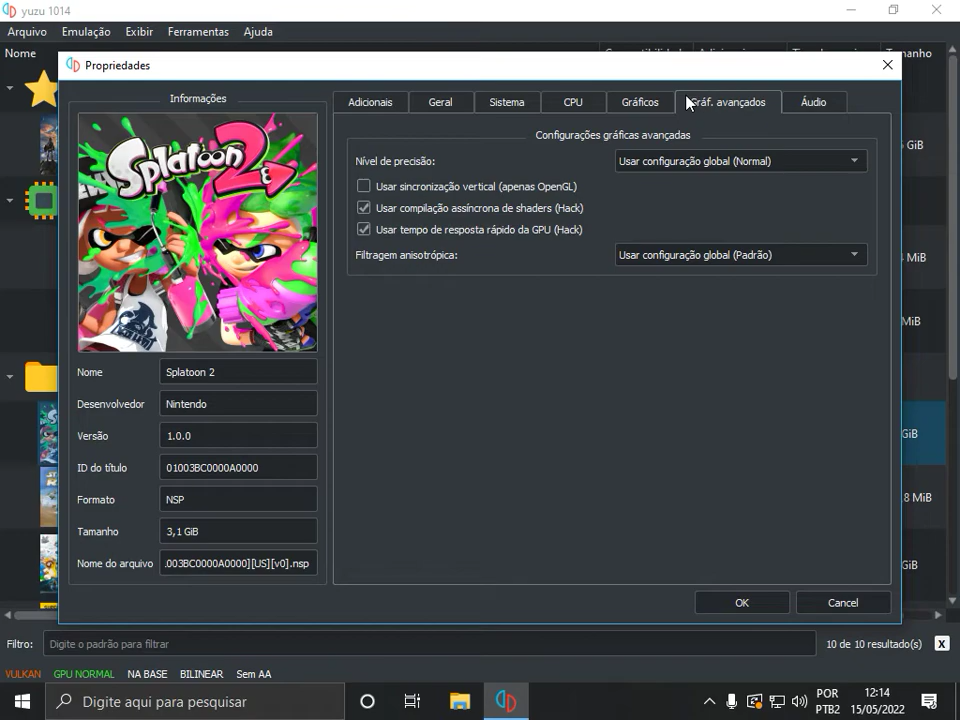 yuzu 1014
Arquivo Emulação Exibir Ferramentas Ajuda
Nome
Propriedades
Informações
Adicionais Geral Sistema CPU Gráficos Gráf. avançados Áudio
Splatoon 2
Configurações gráficas avançadas
Nível de precisão: Usar configuração global (Normal)
Usar sincronização vertical (apenas OpenGL)
Usar compilação assíncrona de shaders (Hack)
Usar tempo de resposta rápido da GPU (Hack)
Filtragem anisotrópica: Usar configuração global (Padrão)
Nome Splatoon 2
Desenvolvedor Nintendo
Versão 1.0.0
ID do título 01003BC0000A0000
Formato NSP
Tamanho 3,1 GiB
Nome do arquivo .003BC0000A0000][US][v0].nsp
OK Cancel
GiB
MiB
MiB
GiB
8 MiB
GiB
Filtro: Digite o padrão para filtrar 10 de 10 resultado(s) X
VULKAN GPU NORMAL NA BASE BILINEAR Sem AA
Digite aqui para pesquisar
POR
PTB2
12:14
15/05/2022